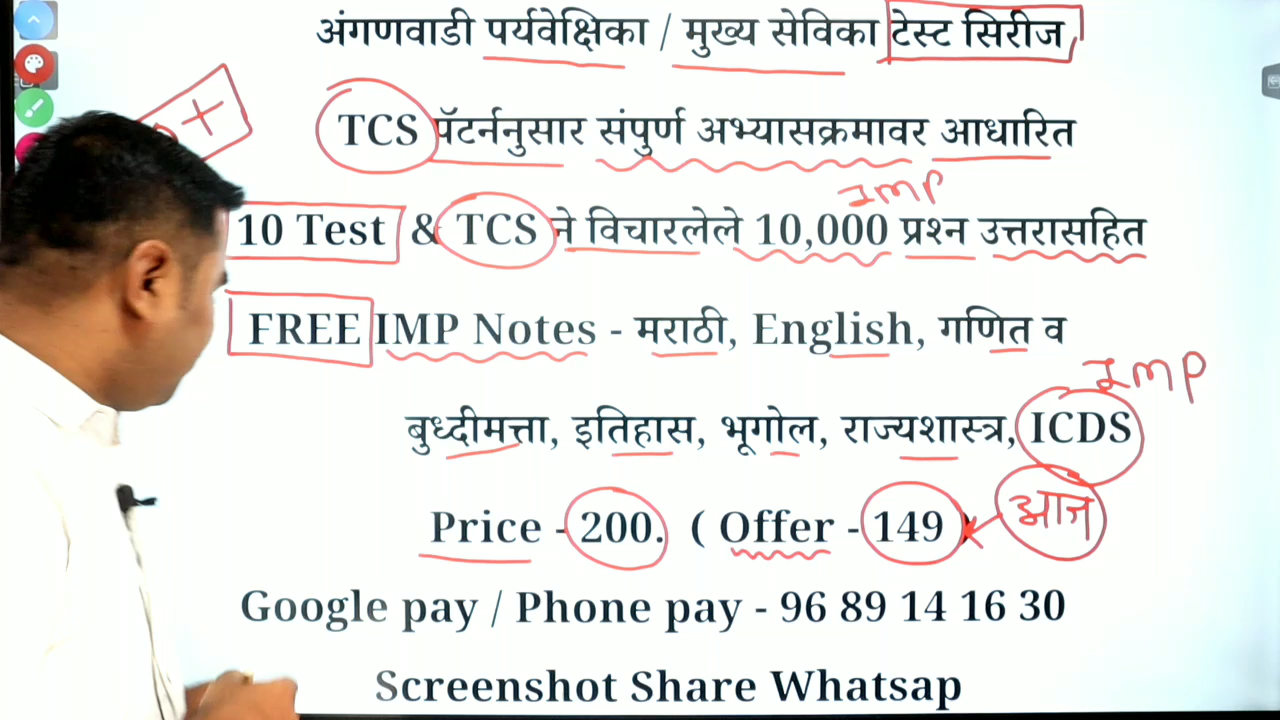 अंगणवाडी पर्यवेक्षिका / मुख्य सेविका टेस्ट सिरीज
TCS पॅटर्ननुसार संपुर्ण अभ्यासक्रमावर आधारित
IMP
10 Test & TCS ने विचारलेले 10,000 प्रश्न उत्तरासहित
FREE IMP Notes - मराठी, English, गणित व
IMP
बुध्दीमत्ता, इतिहास, भूगोल, राज्यशास्त्र, ICDS
Price - 200. ( Offer - 149 ) आज
Google pay / Phone pay - 96 89 14 16 30
Screenshot Share Whatsap